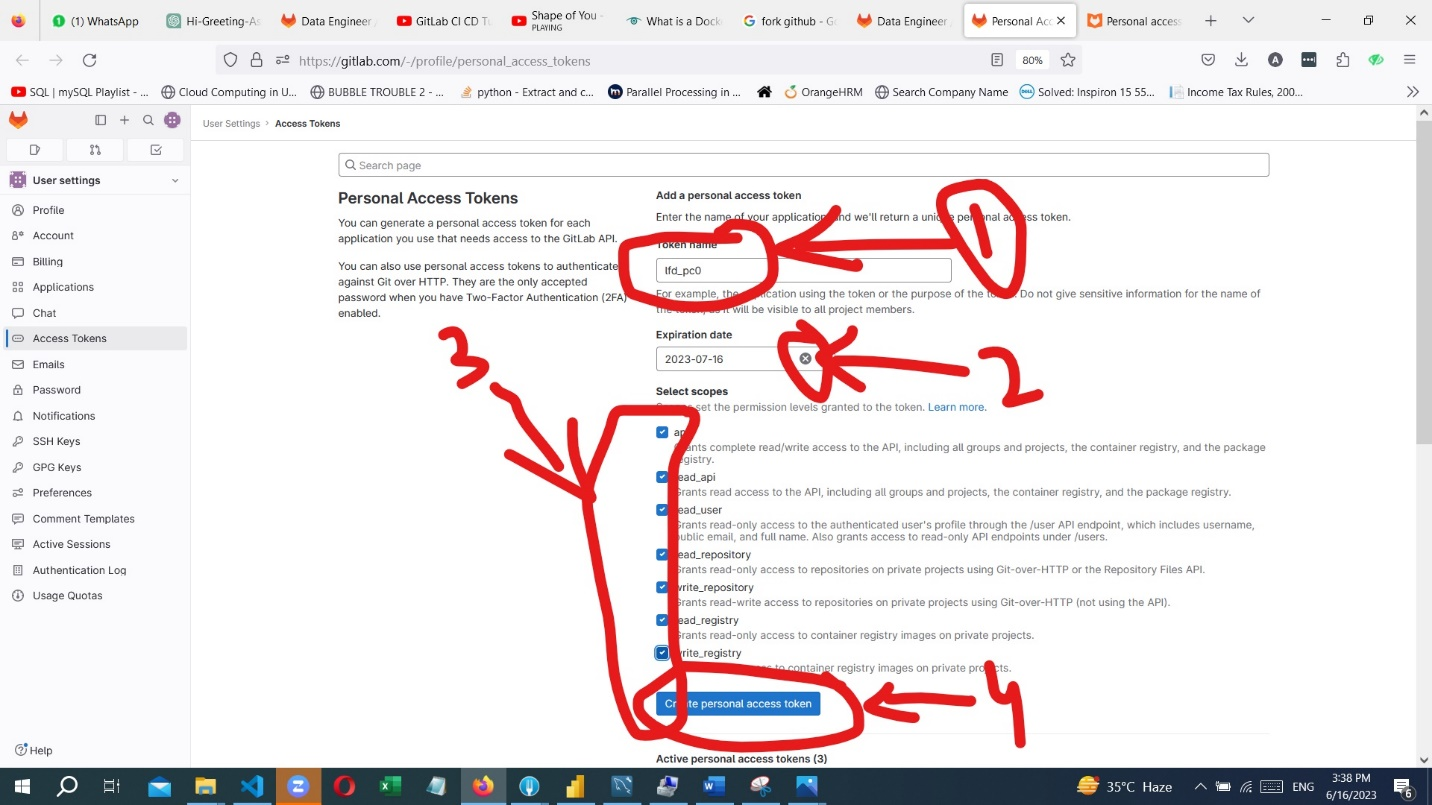 (1) WhatsApp
Hi-Greeting-As
Data Engineer
GitLab CI CD Tu
Shape of You -
PLAYING
What is a Dock
fork github - Go
Data Engineer
Personal Acc
Personal access
https://gitlab.com/-/profile/personal_access_tokens
80%
SQL | mySQL Playlist - ...
Cloud Computing in U...
BUBBLE TROUBLE 2 - ...
python - Extract and c...
Parallel Processing in ...
OrangeHRM
Search Company Name
Solved: Inspiron 15 55...
Income Tax Rules, 200...
User Settings > Access Tokens
User settings
Profile
Account
Billing
Applications
Chat
Access Tokens
Emails
Password
Notifications
SSH Keys
GPG Keys
Preferences
Comment Templates
Active Sessions
Authentication Log
Usage Quotas
Help
Search page
Personal Access Tokens
You can generate a personal access token for each
application you use that needs access to the GitLab API.
You can also use personal access tokens to authenticate
against Git over HTTP. They are the only accepted
password when you have Two-Factor Authentication (2FA)
enabled.
Add a personal access token
Enter the name of your application, and we'll return a unique personal access token.
1
Token name
lfd_pc0
For example, the application using the token or the purpose of the token. Do not give sensitive information for the name of
the token, as it will be visible to all project members.
Expiration date
2023-07-16
2
3
Select scopes
set the permission levels granted to the token. Learn more.
api
Grants complete read/write access to the API, including all groups and projects, the container registry, and the package
registry.
read_api
Grants read access to the API, including all groups and projects, the container registry, and the package registry.
read_user
Grants read-only access to the authenticated user's profile through the /user API endpoint, which includes username,
public email, and full name. Also grants access to read-only API endpoints under /users.
read_repository
Grants read-only access to repositories on private projects using Git-over-HTTP or the Repository Files API.
write_repository
Grants read-write access to repositories on private projects using Git-over-HTTP (not using the API).
read_registry
Grants read-only access to container registry images on private projects.
write_registry
to container registry images on private projects.
Create personal access token
4
Active personal access tokens (3)
35°C Haze
ENG
3:38 PM
6/16/2023
6